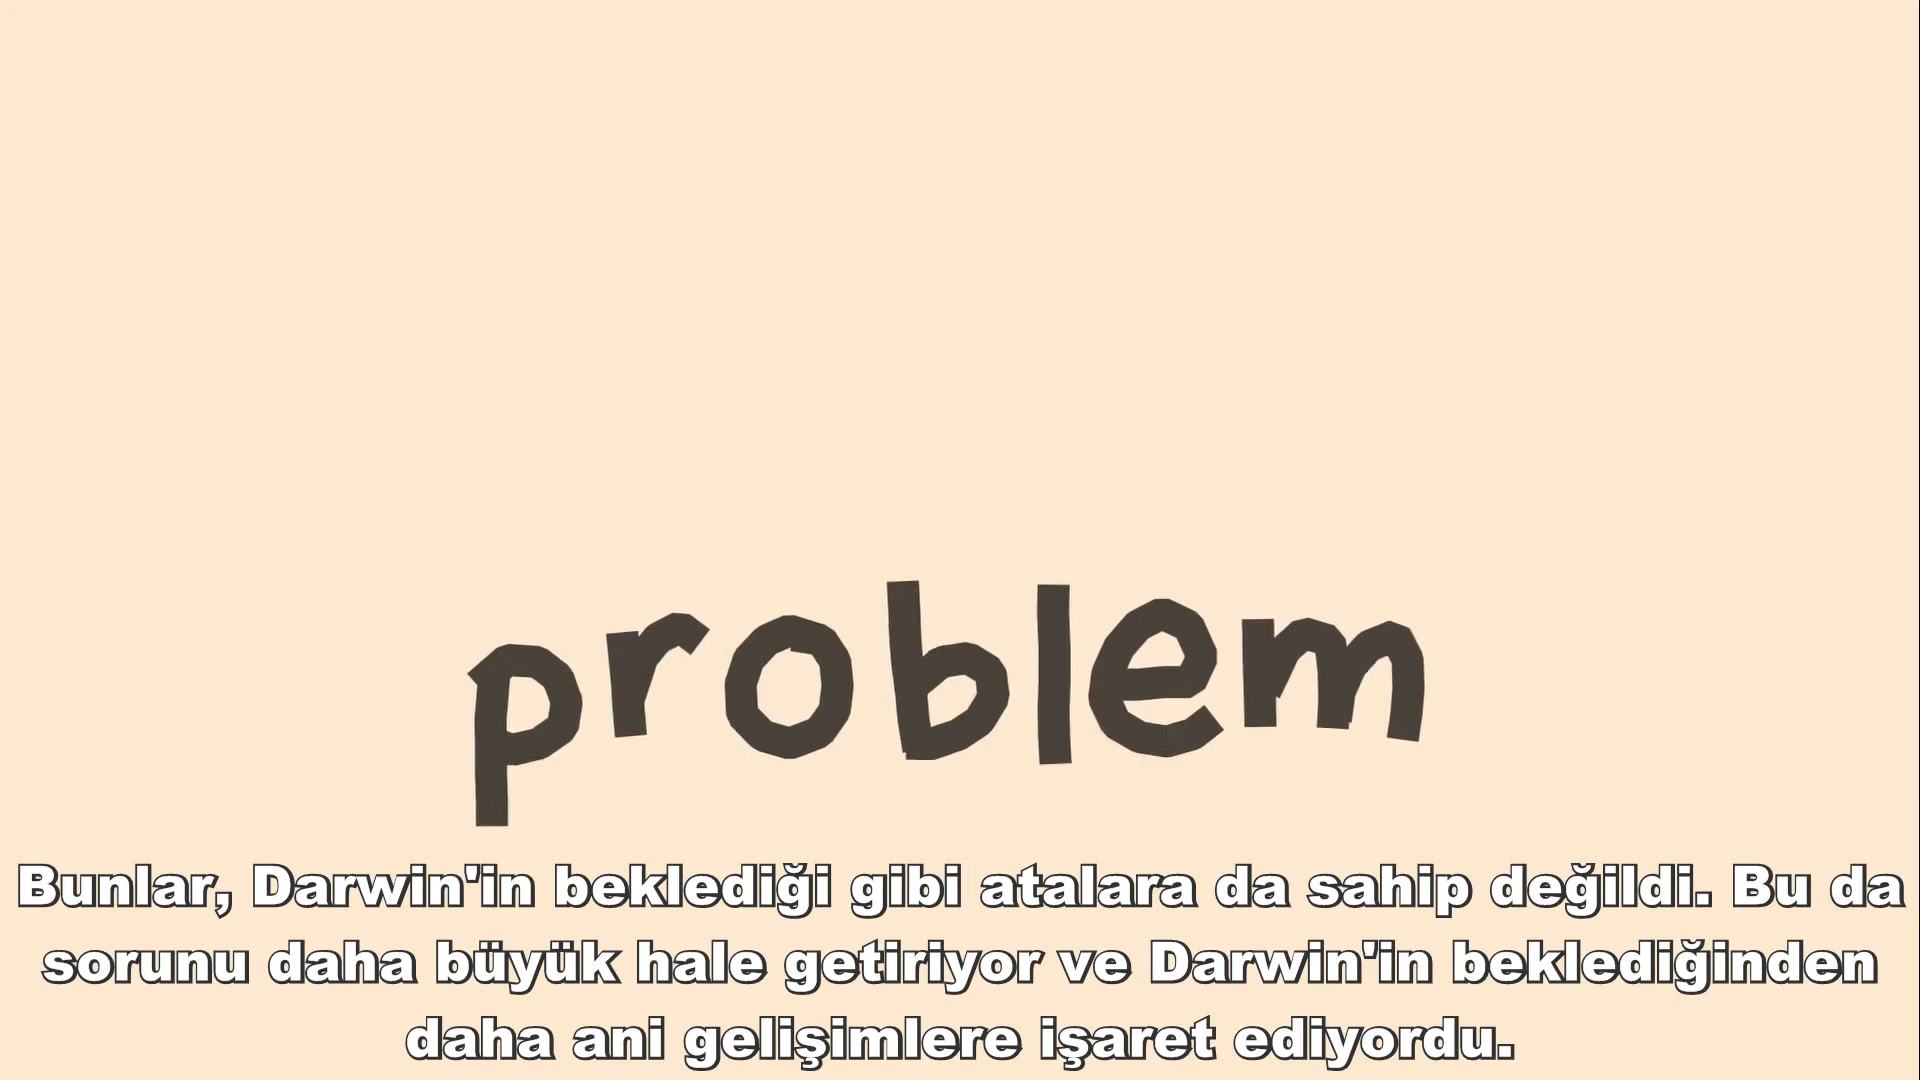 problem
Bunlar, Darwin'in beklediği gibi atalara da sahip değildi. Bu da
sorunu daha büyük hale getiriyor ve Darwin'in beklediğinden
daha ani gelişimlere işaret ediyordu.